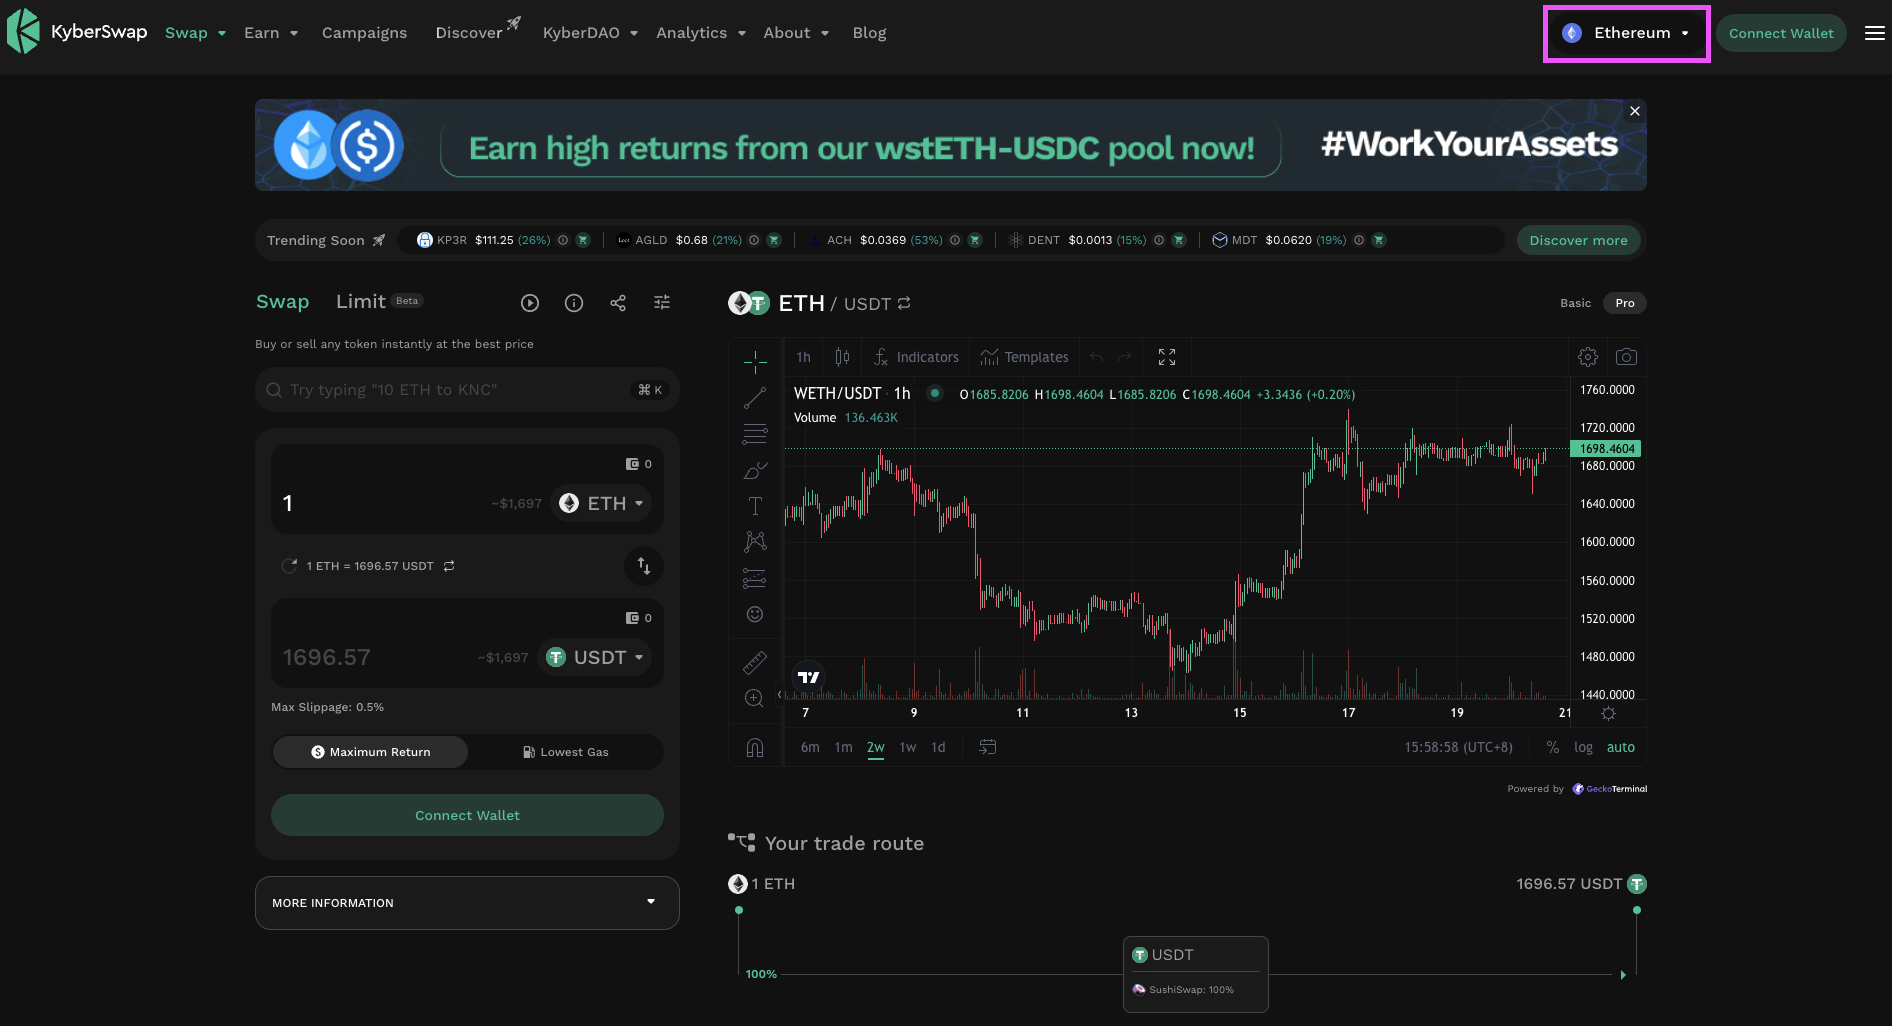 KyberSwap Swap Earn Campaigns Discover KyberDAO Analytics About Blog Ethereum Connect Wallet
Earn high returns from our wstETH-USDC pool now! #WorkYourAssets
Trending Soon KP3R $111.25 (26%) AGLD $0.68 (21%) ACH $0.0369 (53%) DENT $0.0013 (15%) MDT $0.0620 (19%) Discover more
Swap Limit Beta
Buy or sell any token instantly at the best price
Try typing "10 ETH to KNC" ⌘ K
0
1 ~$1,697 ETH
1 ETH = 1696.57 USDT
0
1696.57 ~$1,697 USDT
Max Slippage: 0.5%
Maximum Return Lowest Gas
Connect Wallet
MORE INFORMATION
ETH / USDT Basic Pro
1h Indicators Templates
WETH/USDT · 1h O1685.8206 H1698.4604 L1685.8206 C1698.4604 +3.3436 (+0.20%)
Volume 136.463K
1760.0000
1720.0000
1698.4604
1680.0000
1640.0000
1600.0000
1560.0000
1520.0000
1480.0000
1440.0000
7 9 11 13 15 17 19 21
6m 1m 2w 1w 1d 15:58:58 (UTC+8) % log auto
Powered by GeckoTerminal
Your trade route
1 ETH 1696.57 USDT
100%
USDT
SushiSwap: 100%